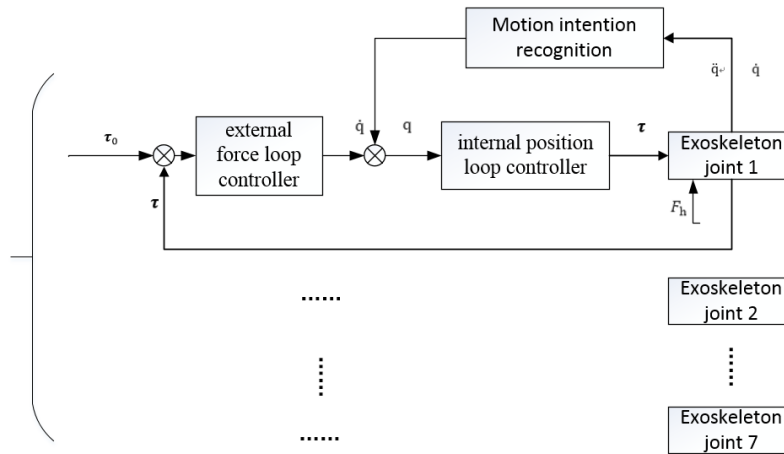 Motion intention
recognition
q̈ q̇
τ₀
external
force loop
controller
q̇
q
internal position
loop controller
τ
Exoskeleton
joint 1
τ
Fₕ
......
Exoskeleton
joint 2
......
......
......
Exoskeleton
joint 7